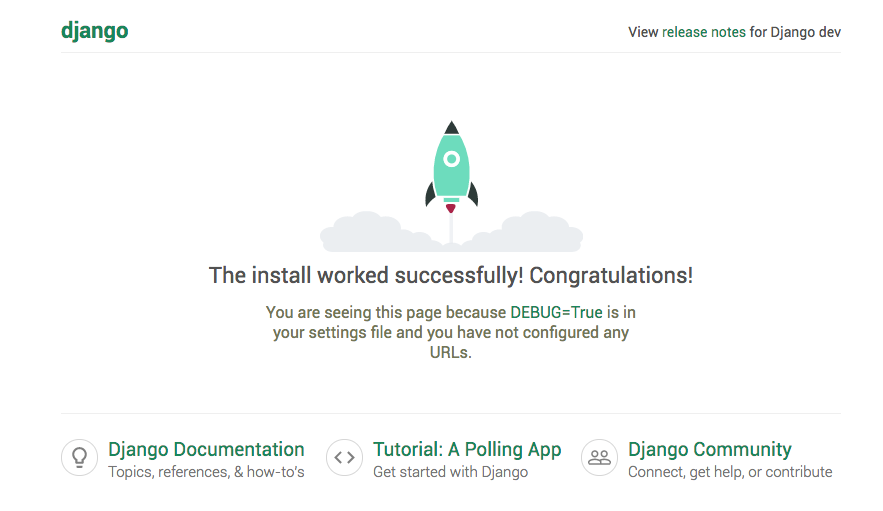 django
View release notes for Django dev
The install worked successfully! Congratulations!
You are seeing this page because DEBUG=True is in
your settings file and you have not configured any
URLs.
Django Documentation
Topics, references, & how-to's
Tutorial: A Polling App
Get started with Django
Django Community
Connect, get help, or contribute